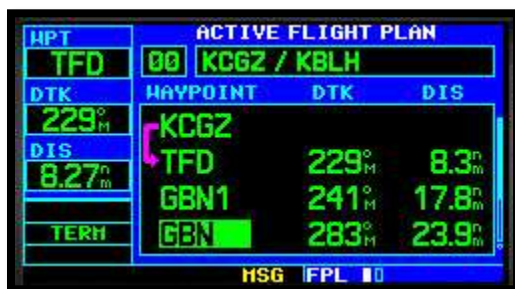 WPT
TFD
DTK
229°M
DIS
8.27nm
TERM
ACTIVE FLIGHT PLAN
00 KCGZ / KBLH
WAYPOINT DTK DIS
KCGZ
TFD 229°M 8.3nm
GBN1 241°M 17.8nm
GBN 283°M 23.9nm
MSG FPL